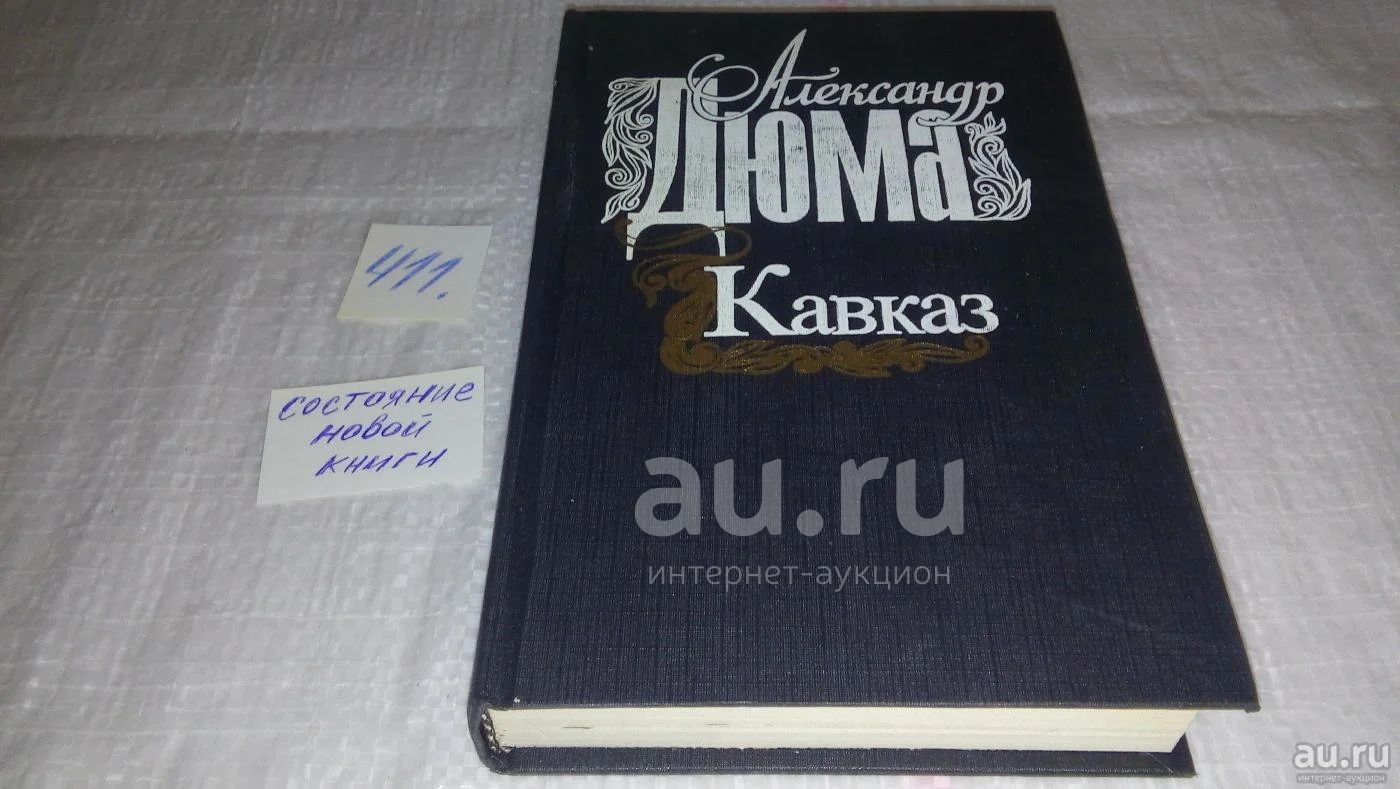 Александр
Дюма
Кавказ
411.
состояние
новой
книги
au.ru
интернет-аукцион
au.ru
интернет-аукцион